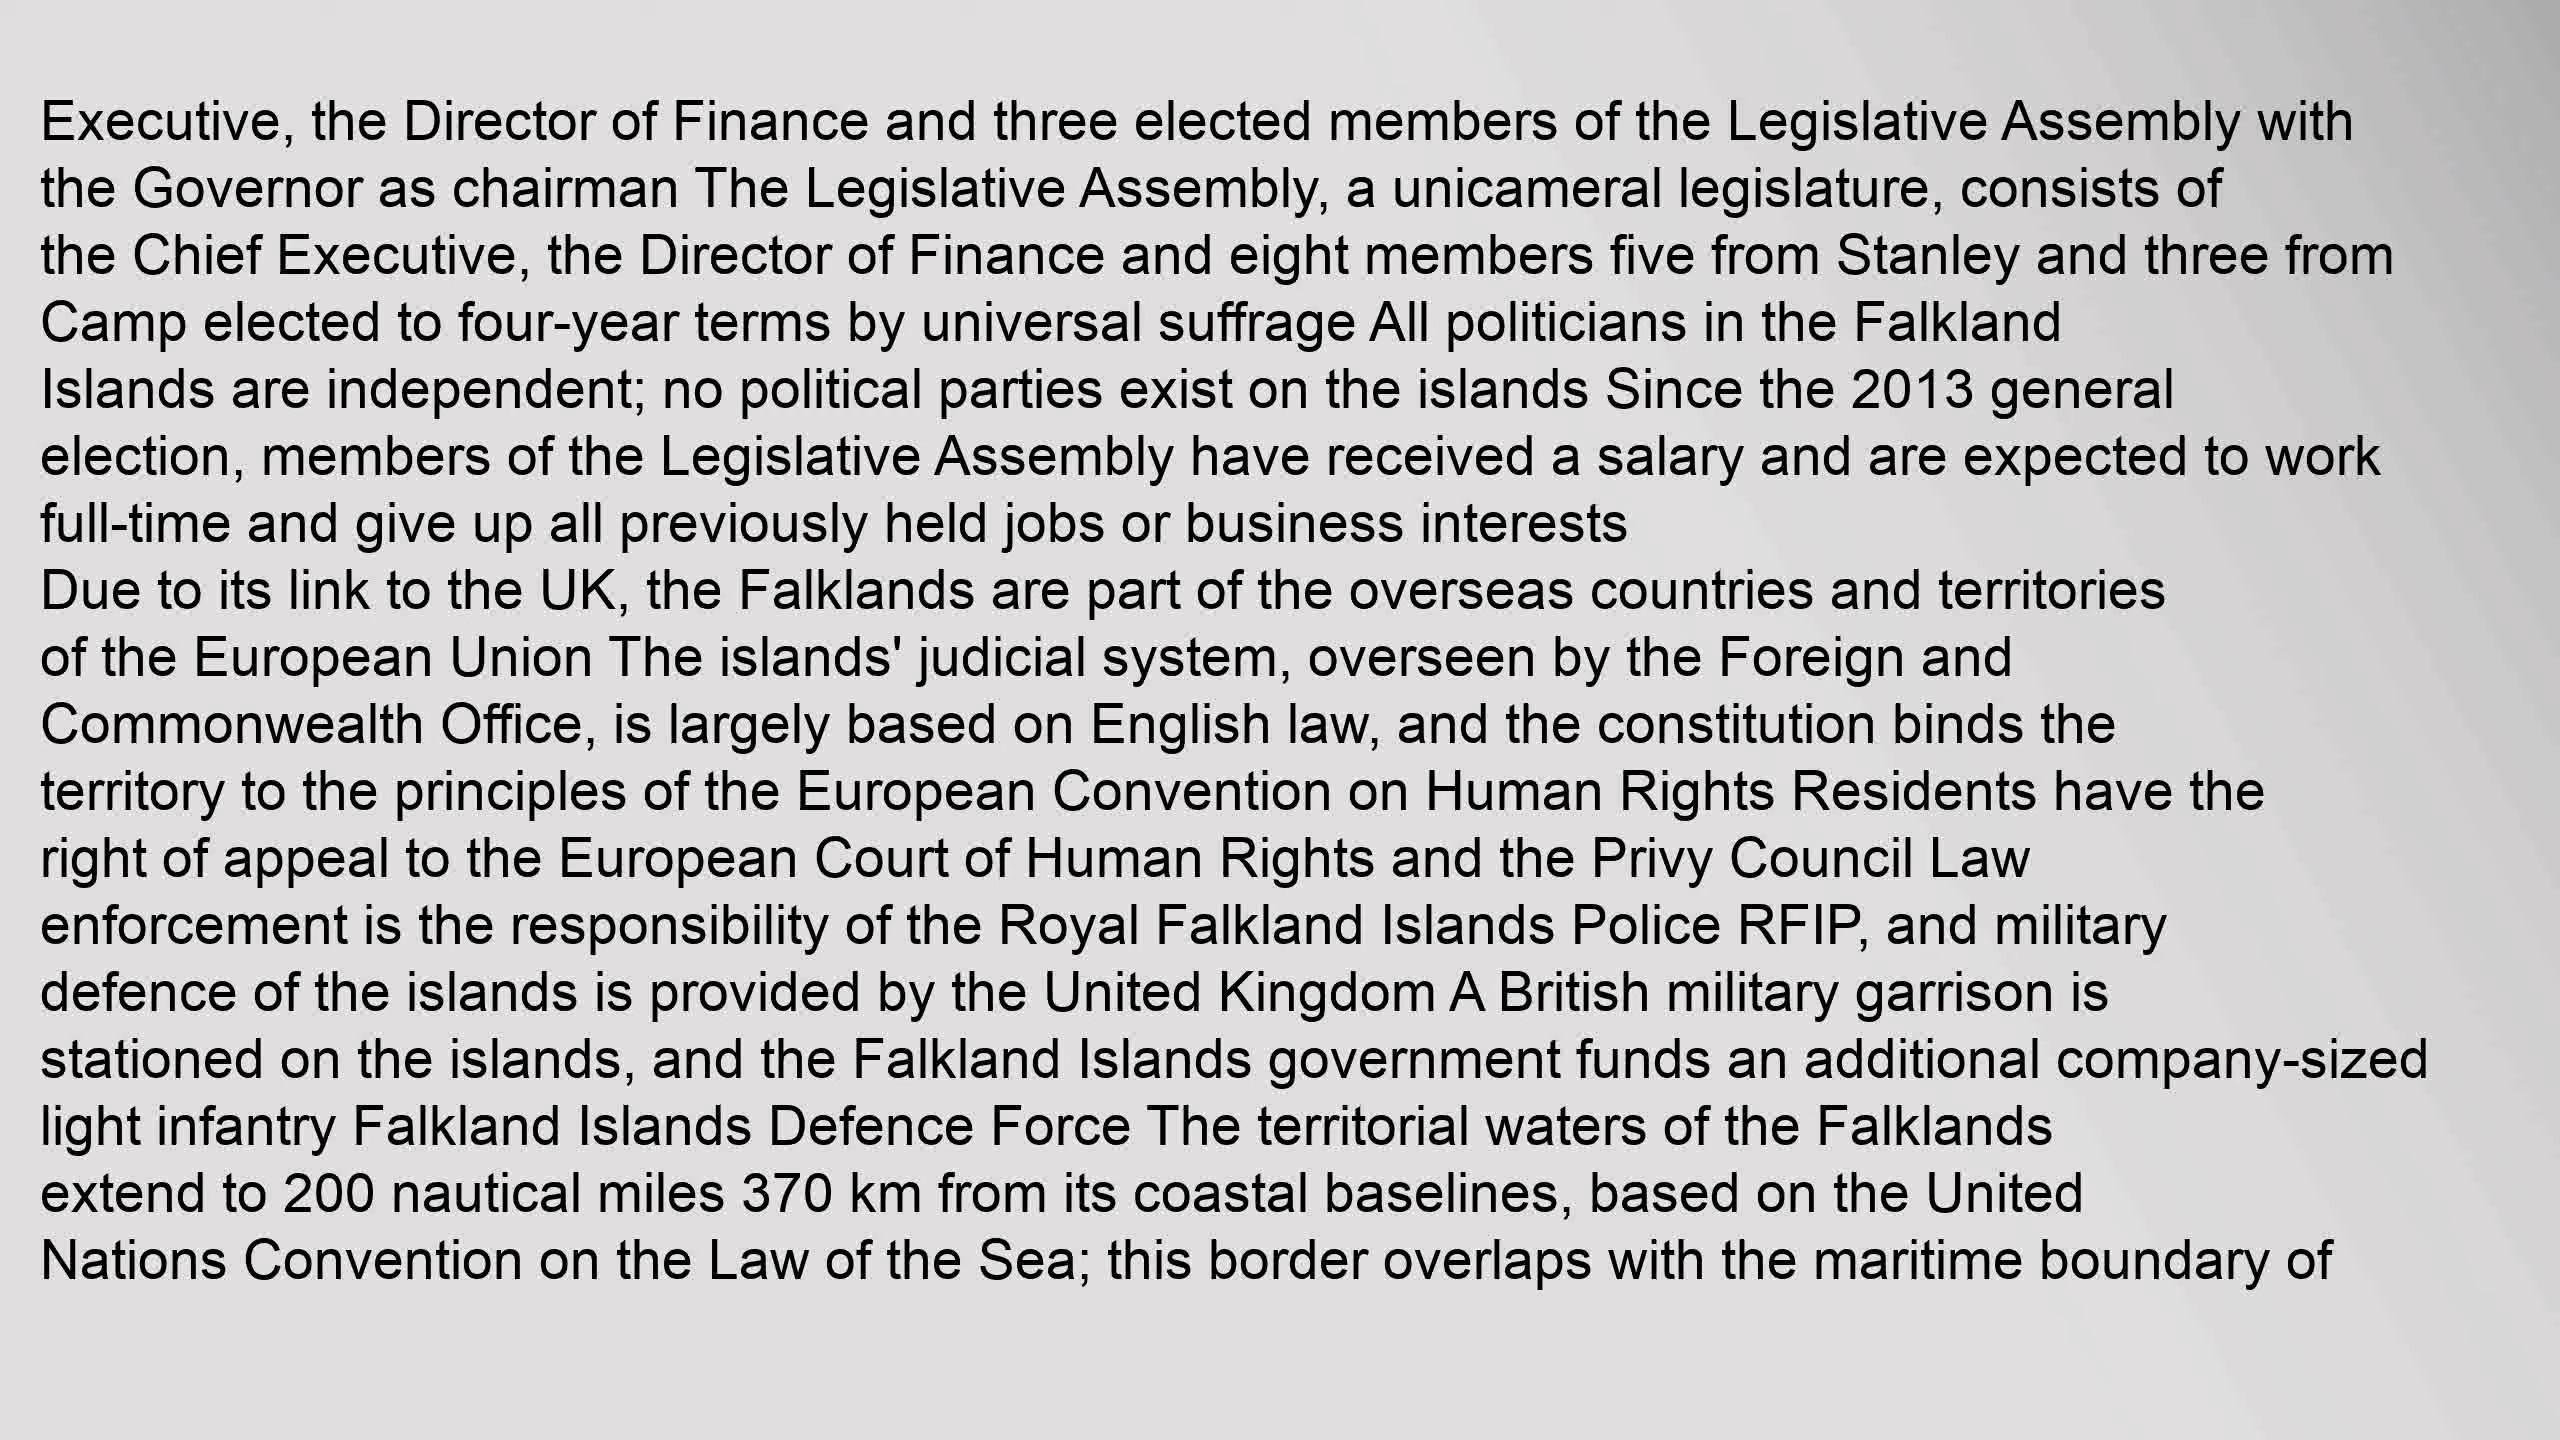 Executive, the Director of Finance and three elected members of the Legislative Assembly with
the Governor as chairman The Legislative Assembly, a unicameral legislature, consists of
the Chief Executive, the Director of Finance and eight members five from Stanley and three from
Camp elected to four-year terms by universal suffrage All politicians in the Falkland
Islands are independent; no political parties exist on the islands Since the 2013 general
election, members of the Legislative Assembly have received a salary and are expected to work
full-time and give up all previously held jobs or business interests
Due to its link to the UK, the Falklands are part of the overseas countries and territories
of the European Union The islands' judicial system, overseen by the Foreign and
Commonwealth Office, is largely based on English law, and the constitution binds the
territory to the principles of the European Convention on Human Rights Residents have the
right of appeal to the European Court of Human Rights and the Privy Council Law
enforcement is the responsibility of the Royal Falkland Islands Police RFIP, and military
defence of the islands is provided by the United Kingdom A British military garrison is
stationed on the islands, and the Falkland Islands government funds an additional company-sized
light infantry Falkland Islands Defence Force The territorial waters of the Falklands
extend to 200 nautical miles 370 km from its coastal baselines, based on the United
Nations Convention on the Law of the Sea; this border overlaps with the maritime boundary of